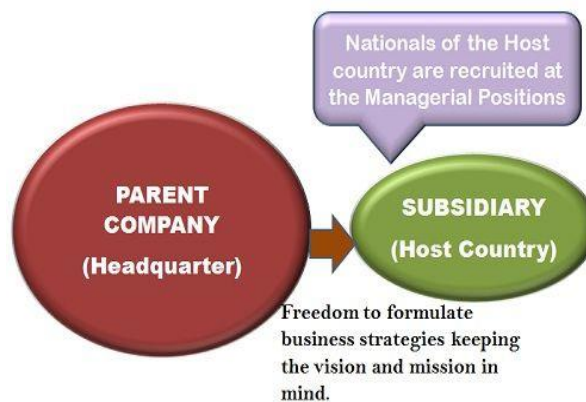 Nationals of the Host
country are recruited at
the Managerial Positions
PARENT
COMPANY
(Headquarter)
SUBSIDIARY
(Host Country)
Freedom to formulate
business strategies keeping
the vision and mission in
mind.